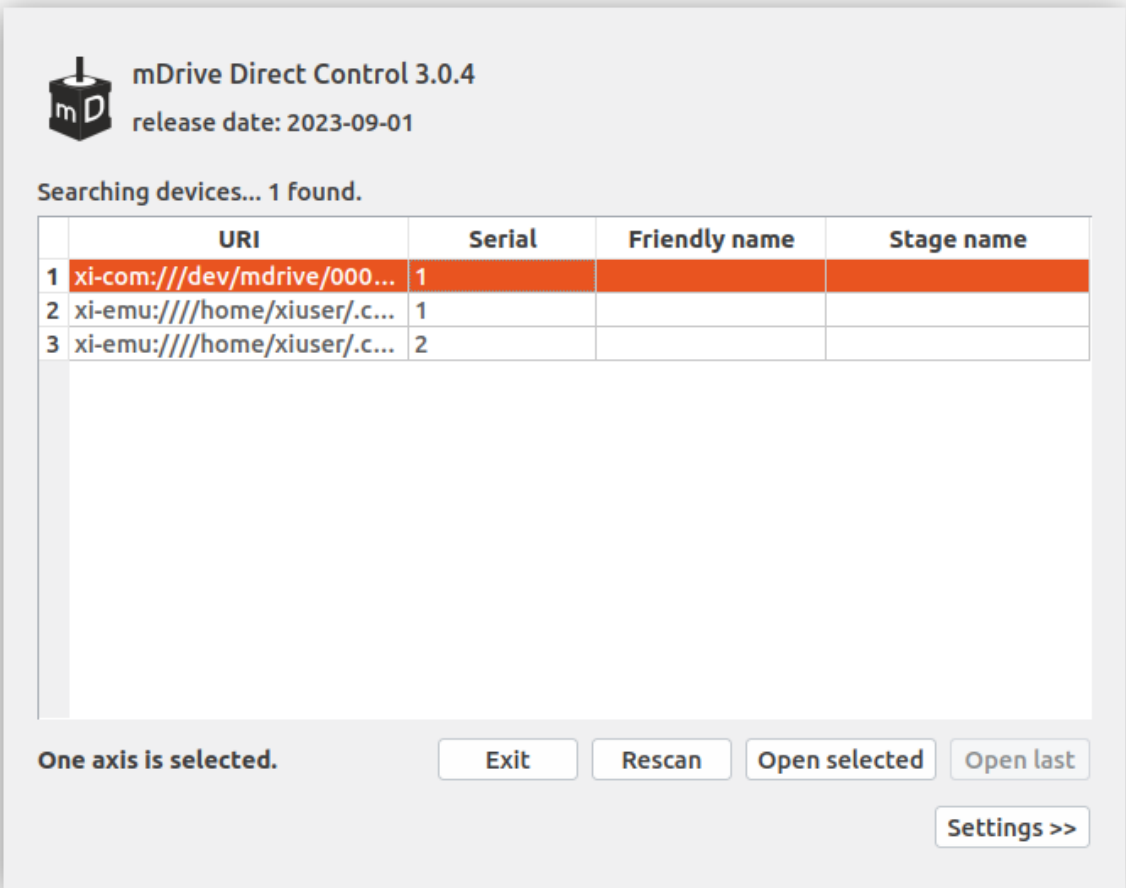 mD
mDrive Direct Control 3.0.4
release date: 2023-09-01
Searching devices... 1 found.
URI Serial Friendly name Stage name
1 xi-com:///dev/mdrive/000... 1
2 xi-emu:////home/xiuser/.c... 1
3 xi-emu:////home/xiuser/.c... 2
One axis is selected. Exit Rescan Open selected Open last
Settings >>